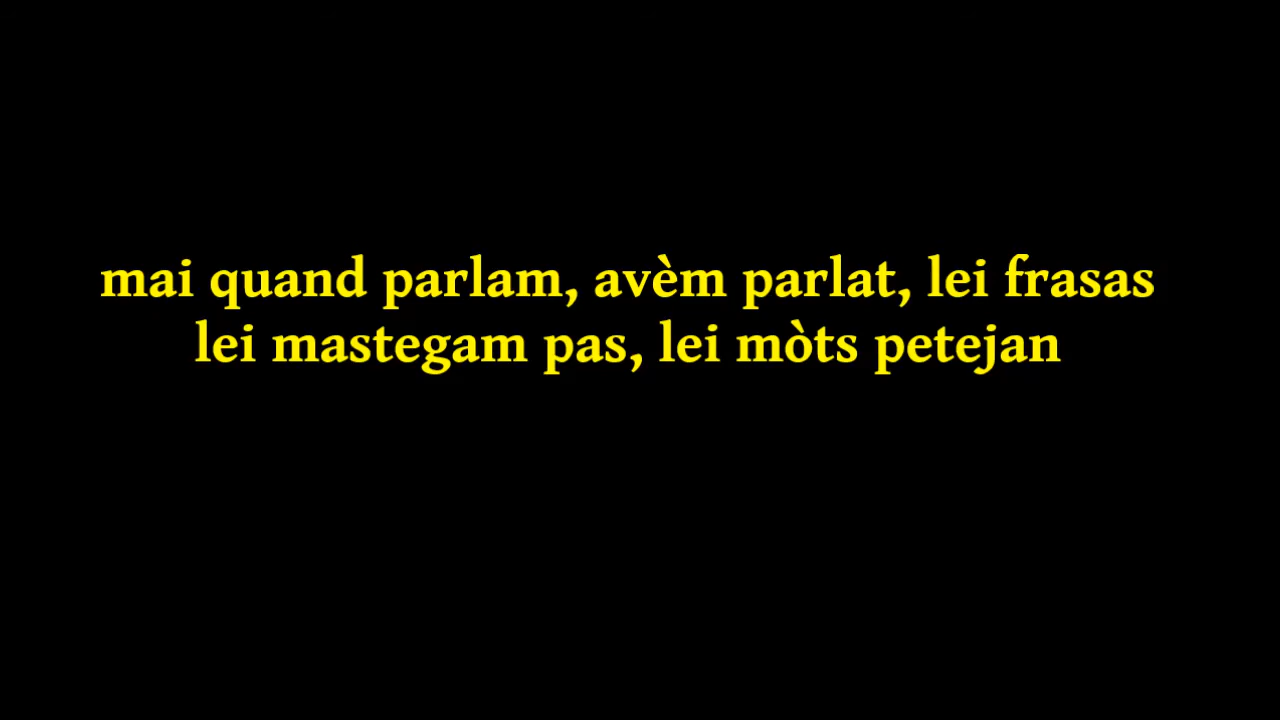 mai quand parlam, avèm parlat, lei frasas
lei mastegam pas, lei mòts petejan